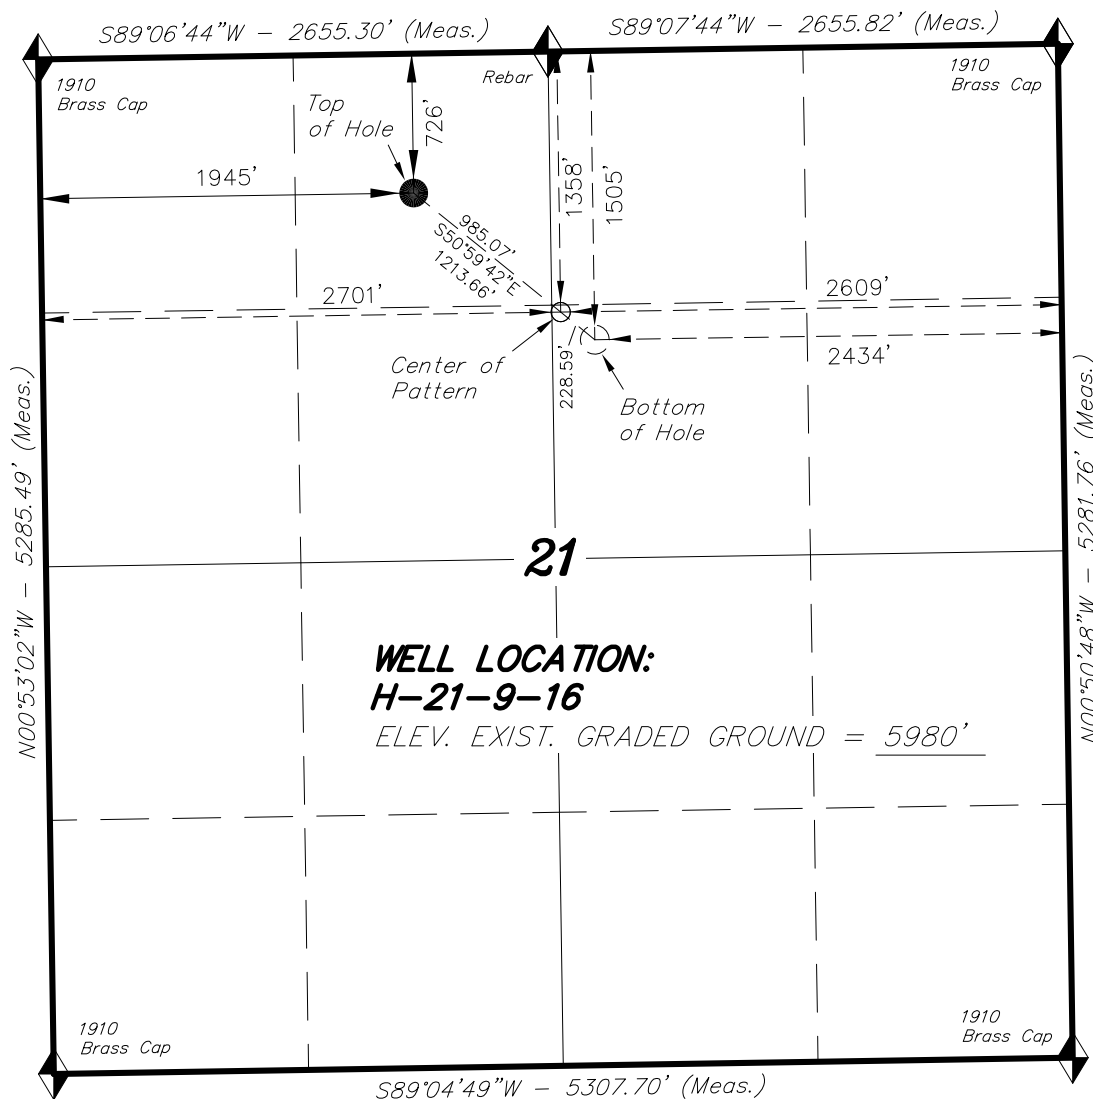 S89°06'44"W - 2655.30' (Meas.)
S89°07'44"W - 2655.82' (Meas.)
1910
Brass Cap
Rebar
1910
Brass Cap
Top
of Hole
726'
1945'
1358'
1505'
985.07'
S50°59'42"E
1213.66'
2701'
2609'
2434'
Center of
Pattern
228.59'
Bottom
of Hole
N00°53'02"W - 5285.49' (Meas.)
N00°50'48"W - 5281.76' (Meas.)
21
WELL LOCATION:
H-21-9-16
ELEV. EXIST. GRADED GROUND = 5980'
1910
Brass Cap
1910
Brass Cap
S89°04'49"W - 5307.70' (Meas.)